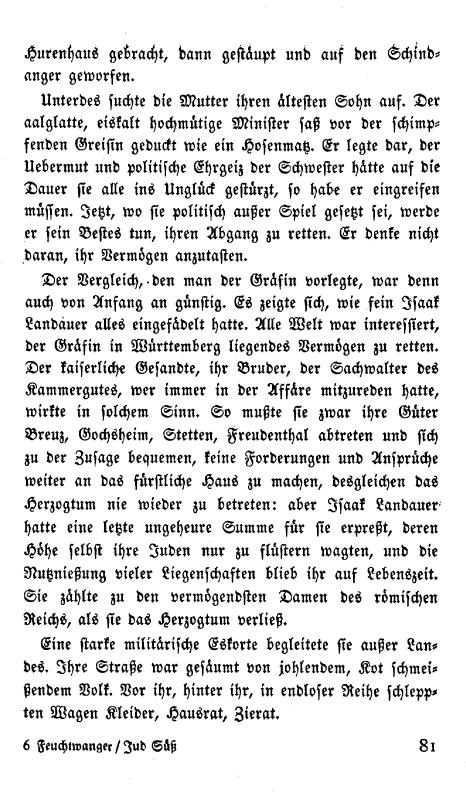 Hurenhaus gebracht, dann gestäupt und auf den Schind-
anger geworfen.
Unterdes suchte die Mutter ihren ältesten Sohn auf. Der
aalglatte, eiskalt hochmütige Minister saß vor der schimp-
fenden Greisin geduckt wie ein Hosenmatz. Er legte dar, der
Uebermut und politische Ehrgeiz der Schwester hätte auf die
Dauer sie alle ins Unglück gestürzt, so habe er eingreifen
müssen. Jetzt, wo sie politisch außer Spiel gesetzt sei, werde
er sein Bestes tun, ihren Abgang zu retten. Er denke nicht
daran, ihr Vermögen anzutasten.
Der Vergleich, den man der Gräfin vorlegte, war denn
auch von Anfang an günstig. Es zeigte sich, wie fein Isaak
Landauer alles eingefädelt hatte. Alle Welt war interessiert,
der Gräfin in Württemberg liegendes Vermögen zu retten.
Der kaiserliche Gesandte, ihr Bruder, der Sachwalter des
Kammergutes, wer immer in der Affäre mitzureden hatte,
wirkte in solchem Sinn. So mußte sie zwar ihre Güter
Breuz, Gochsheim, Stetten, Freudenthal abtreten und sich
zu der Zusage bequemen, keine Forderungen und Ansprüche
weiter an das fürstliche Haus zu machen, desgleichen das
Herzogtum nie wieder zu betreten: aber Isaak Landauer
hatte eine letzte ungeheure Summe für sie erpreßt, deren
Höhe selbst ihre Juden nur zu flüstern wagten, und die
Nutznießung vieler Liegenschaften blieb ihr auf Lebenszeit.
Sie zählte zu den vermögendsten Damen des römischen
Reichs, als sie das Herzogtum verließ.
Eine starke militärische Eskorte begleitete sie außer Lan-
des. Ihre Straße war gesäumt von johlendem, Kot schmei-
ßendem Volk. Vor ihr, hinter ihr, in endloser Reihe schlepp-
ten Wagen Kleider, Hausrat, Zierat.
6 Feuchtwanger/Jud Süß 81